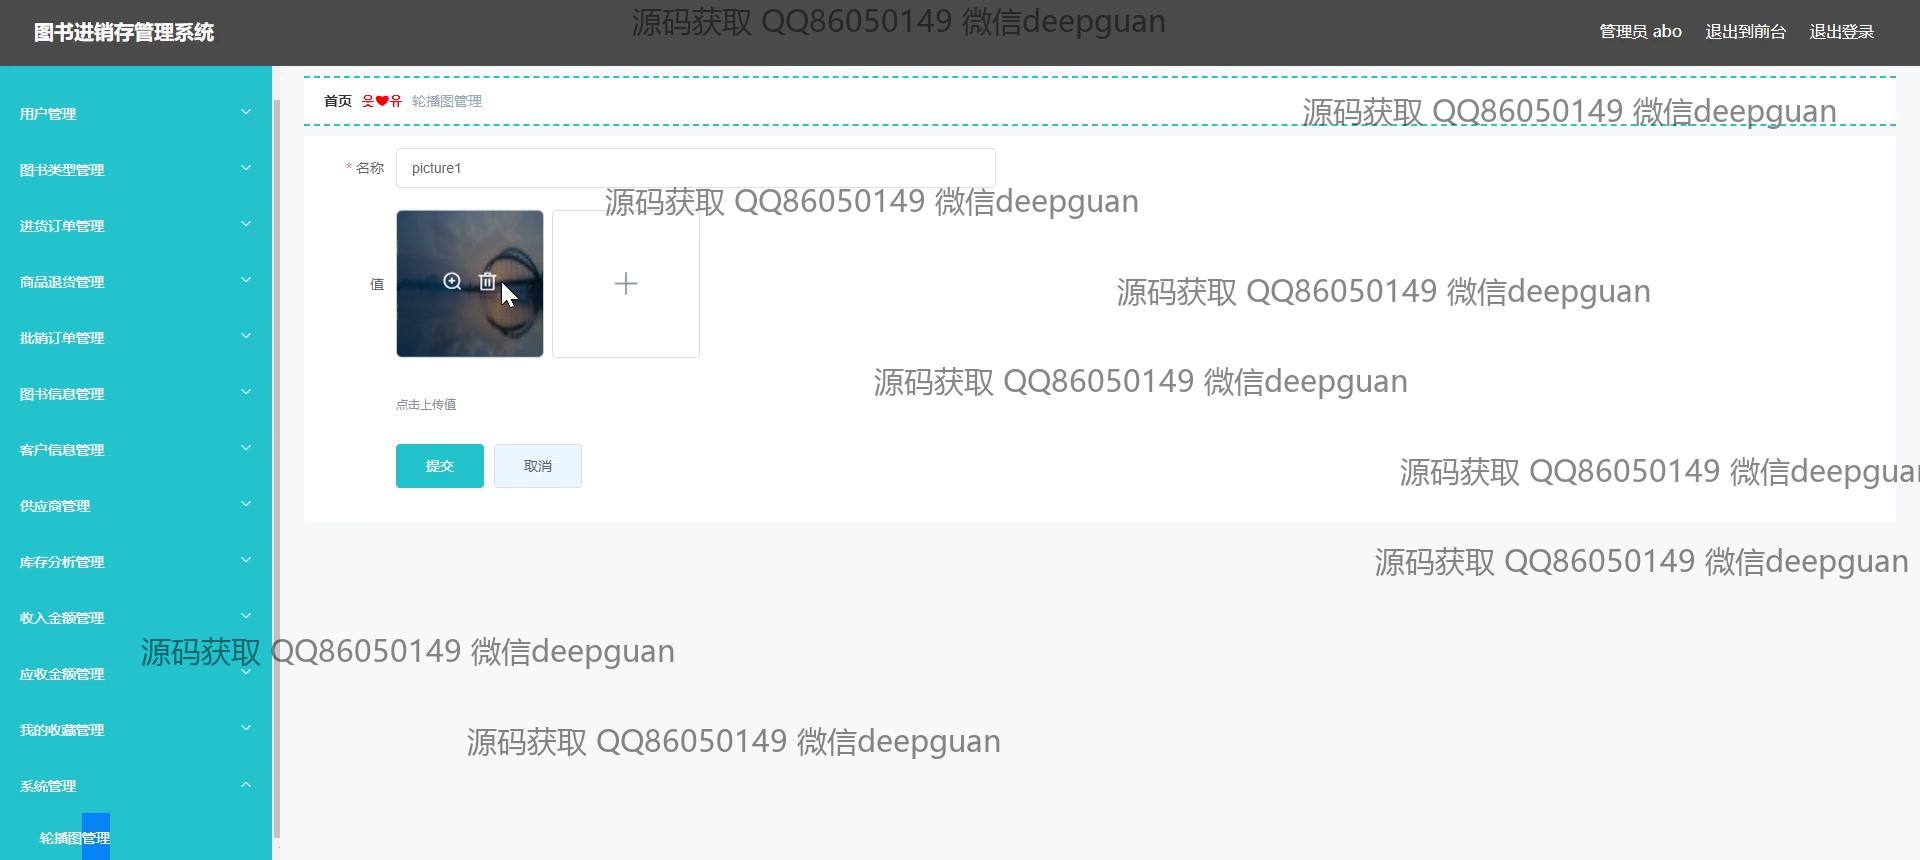 图书进销存管理系统
源码获取 QQ86050149 微信deepguan
管理员 abo
退出到前台
退出登录
首页 웃❤유 轮播图管理
源码获取 QQ86050149 微信deepguan
用户管理
* 名称
picture1
图书类型管理
源码获取 QQ86050149 微信deepguan
进货订单管理
商品退货管理
值
源码获取 QQ86050149 微信deepguan
批销订单管理
图书信息管理
源码获取 QQ86050149 微信deepguan
点击上传值
客户信息管理
提交
取消
源码获取 QQ86050149 微信deepguan
供应商管理
库存分析管理
源码获取 QQ86050149 微信deepguan
收入金额管理
源码获取 QQ86050149 微信deepguan
应收金额管理
我的收藏管理
源码获取 QQ86050149 微信deepguan
系统管理
轮播图管理